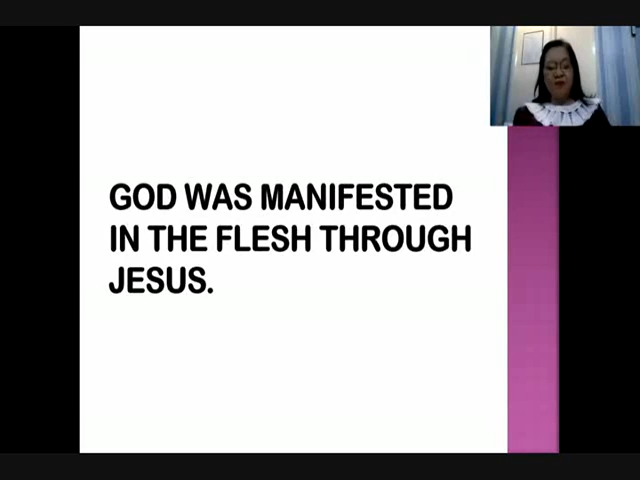 GOD WAS MANIFESTED
IN THE FLESH THROUGH
JESUS.